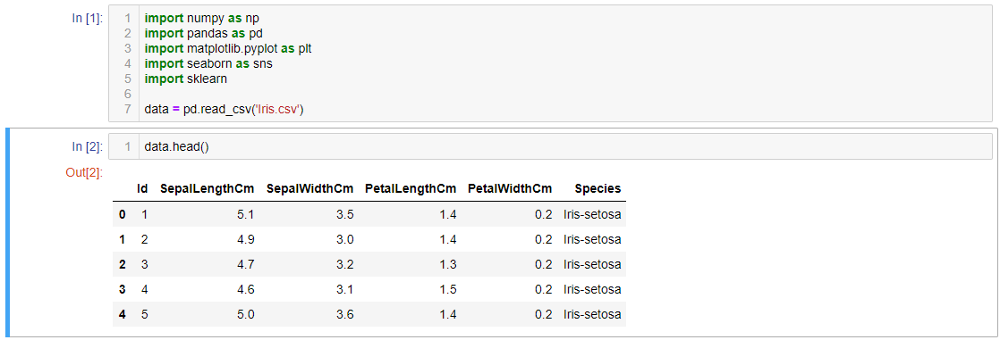 In [1]:
1 import numpy as np
2 import pandas as pd
3 import matplotlib.pyplot as plt
4 import seaborn as sns
5 import sklearn
6
7 data = pd.read_csv('Iris.csv')
In [2]:
1 data.head()
Out[2]:
Id SepalLengthCm SepalWidthCm PetalLengthCm PetalWidthCm Species
0 1 5.1 3.5 1.4 0.2 Iris-setosa
1 2 4.9 3.0 1.4 0.2 Iris-setosa
2 3 4.7 3.2 1.3 0.2 Iris-setosa
3 4 4.6 3.1 1.5 0.2 Iris-setosa
4 5 5.0 3.6 1.4 0.2 Iris-setosa